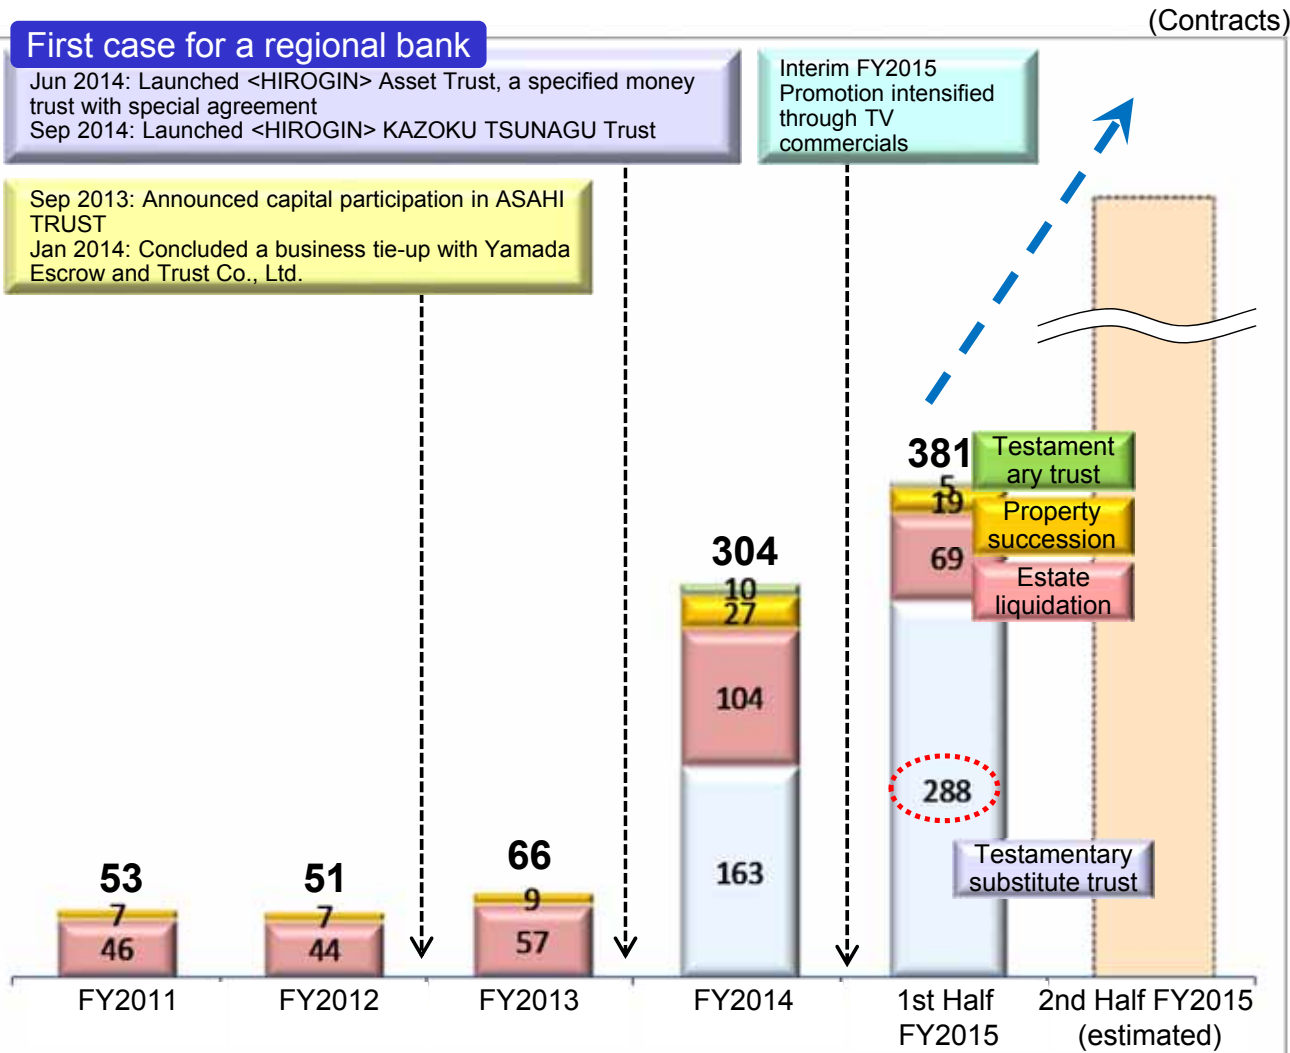 (Contracts)
First case for a regional bank
Jun 2014: Launched <HIROGIN> Asset Trust, a specified money
trust with special agreement
Sep 2014: Launched <HIROGIN> KAZOKU TSUNAGU Trust
Interim FY2015
Promotion intensified
through TV
commercials
Sep 2013: Announced capital participation in ASAHI
TRUST
Jan 2014: Concluded a business tie-up with Yamada
Escrow and Trust Co., Ltd.
53
7
46
51
7
44
66
9
57
304
10
27
104
163
381
5
19
69
288
Testament
ary trust
Property
succession
Estate
liquidation
Testamentary
substitute trust
FY2011
FY2012
FY2013
FY2014
1st Half
FY2015
2nd Half FY2015
(estimated)